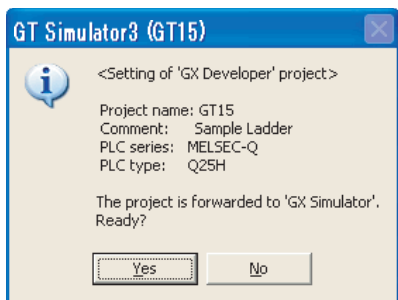 GT Simulator3 (GT15)
<Setting of 'GX Developer' project>
Project name: GT15
Comment: Sample Ladder
PLC series: MELSEC-Q
PLC type: Q25H
The project is forwarded to 'GX Simulator'.
Ready?
Yes No